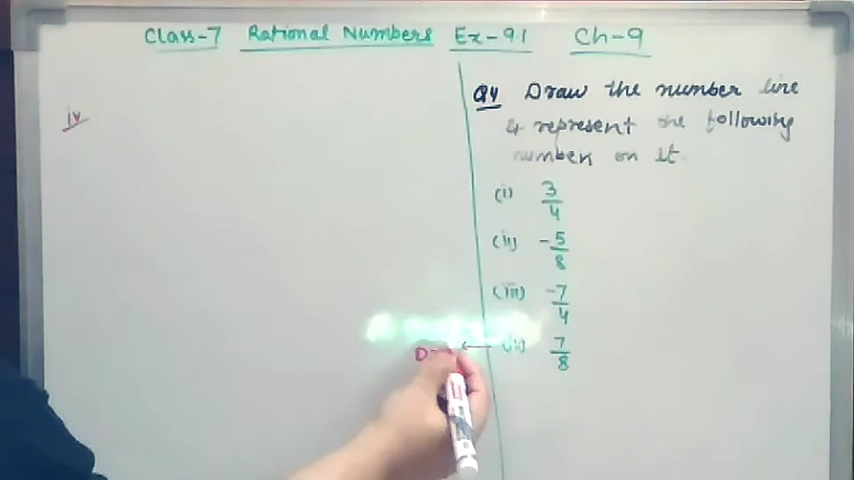 Class-7 Rational Numbers Ex-9.1 Ch-9
iv
Q4 Draw the number line
& represent the following
number on it
(i) 3/4
(ii) -5/8
(iii) -7/4
(iv) 7/8